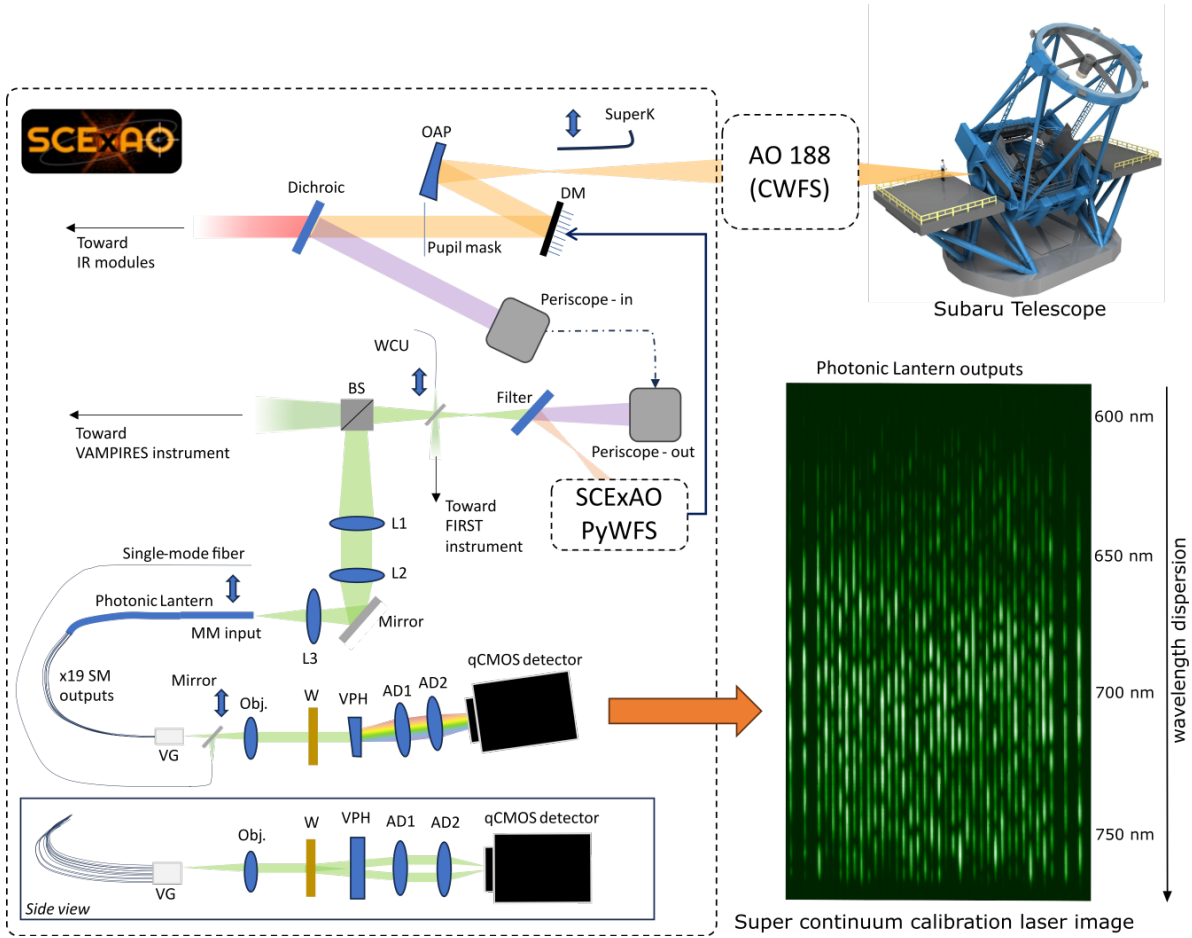 SCExAO
OAP
SuperK
AO 188
(CWFS)
Dichroic
DM
Toward
IR modules
Pupil mask
Subaru Telescope
Periscope - in
WCU
BS
Filter
Photonic Lantern outputs
Toward
VAMPIRES instrument
Periscope - out
600 nm
SCExAO
PyWFS
Toward
FIRST
instrument
L1
Single-mode fiber
L2
650 nm
Photonic Lantern
MM input
Mirror
L3
x19 SM
outputs
Mirror
Obj.
W
VPH
AD1
AD2
qCMOS detector
700 nm
wavelength dispersion
VG
Obj.
W
VPH
AD1
AD2
qCMOS detector
750 nm
VG
Side view
Super continuum calibration laser image